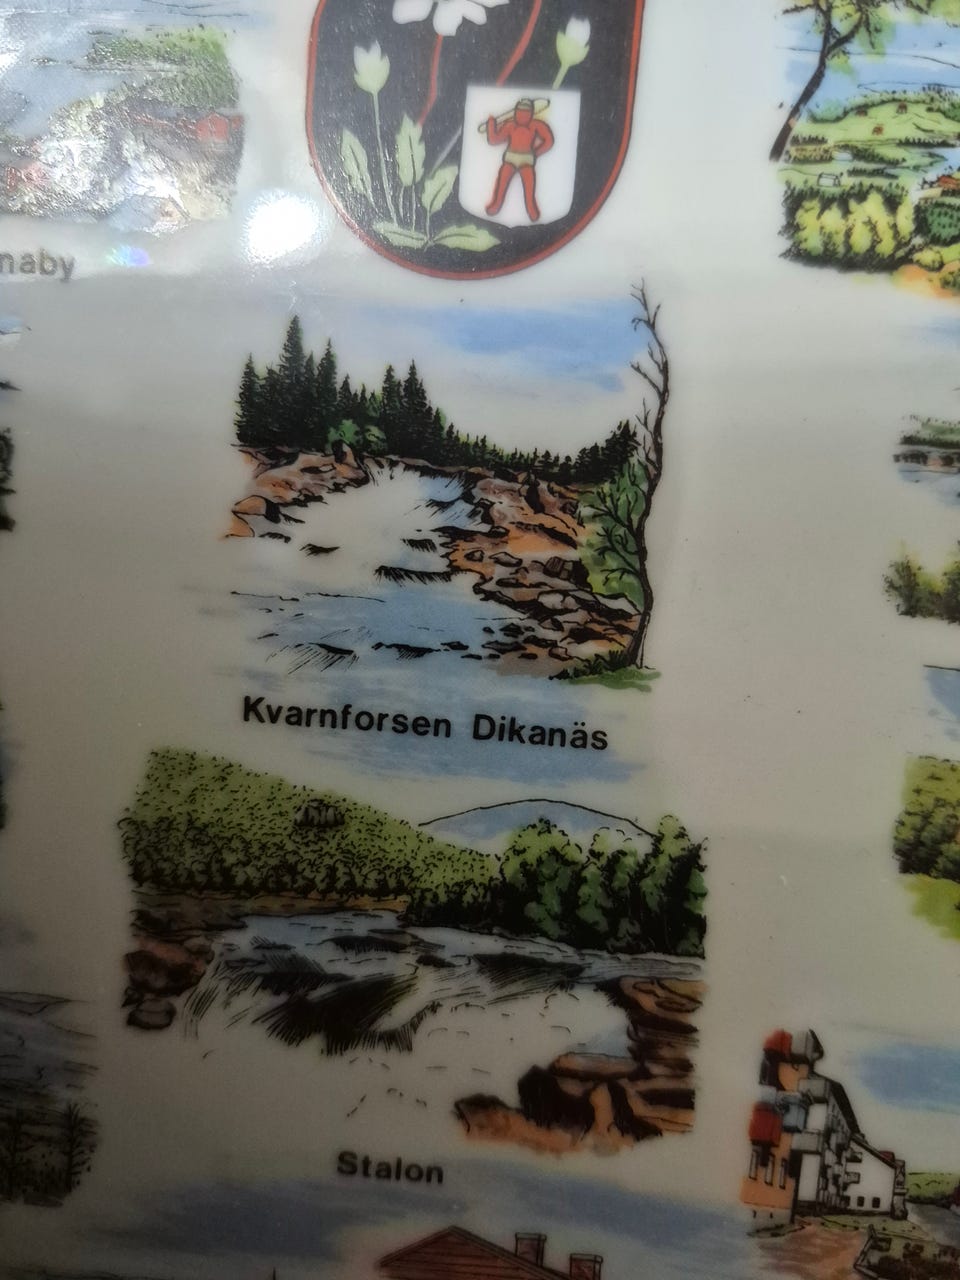 naby
Kvarnforsen Dikanäs
Stalon